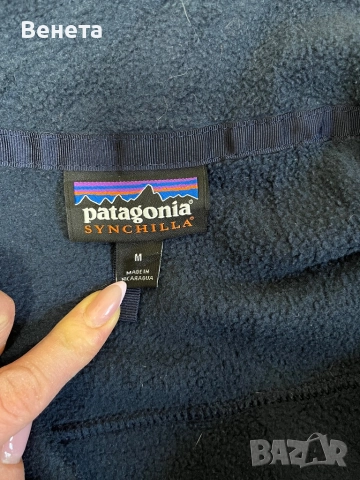 Венета
patagonia®
SYNCHILLA®
M
MADE IN
NICARAGUA
BAZAR